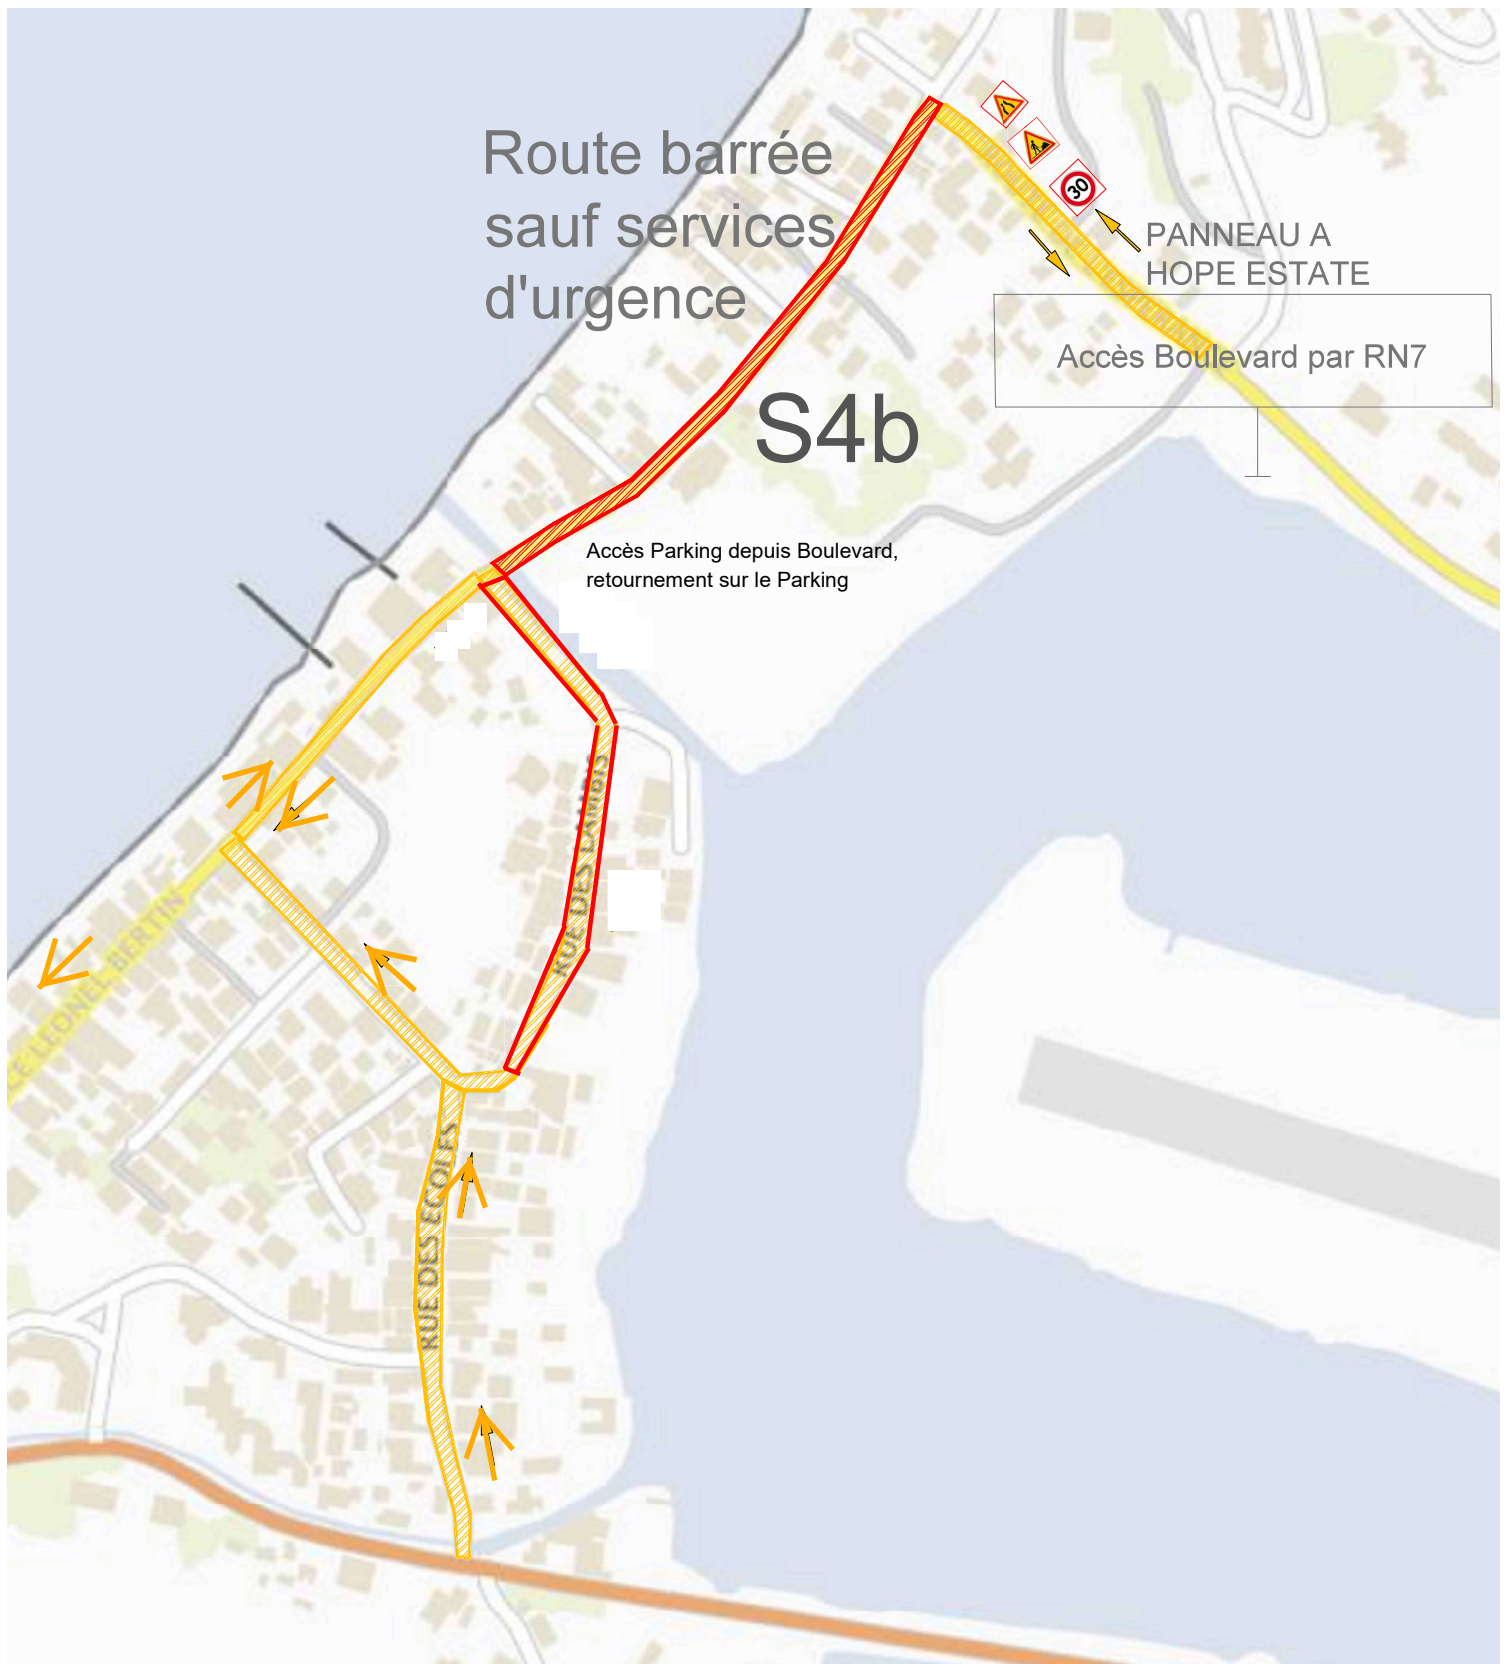 Route barrée
sauf services
d'urgence
30
PANNEAU A
HOPE ESTATE
Accès Boulevard par RN7
S4b
Accès Parking depuis Boulevard,
retournement sur le Parking
RUE DES LAMBIS
LEONEL BERTIN
RUE DES ECOLES